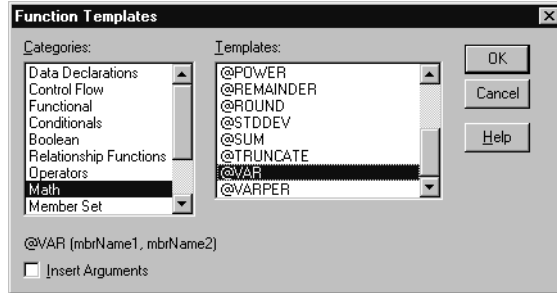 Function Templates
Categories:
Templates:
Data Declarations
Control Flow
Functional
Conditionals
Boolean
Relationship Functions
Operators
Math
Member Set
@POWER
@REMAINDER
@ROUND
@STDDEV
@SUM
@TRUNCATE
@VAR
@VARPER
OK
Cancel
Help
@VAR (mbrName1, mbrName2)
Insert Arguments